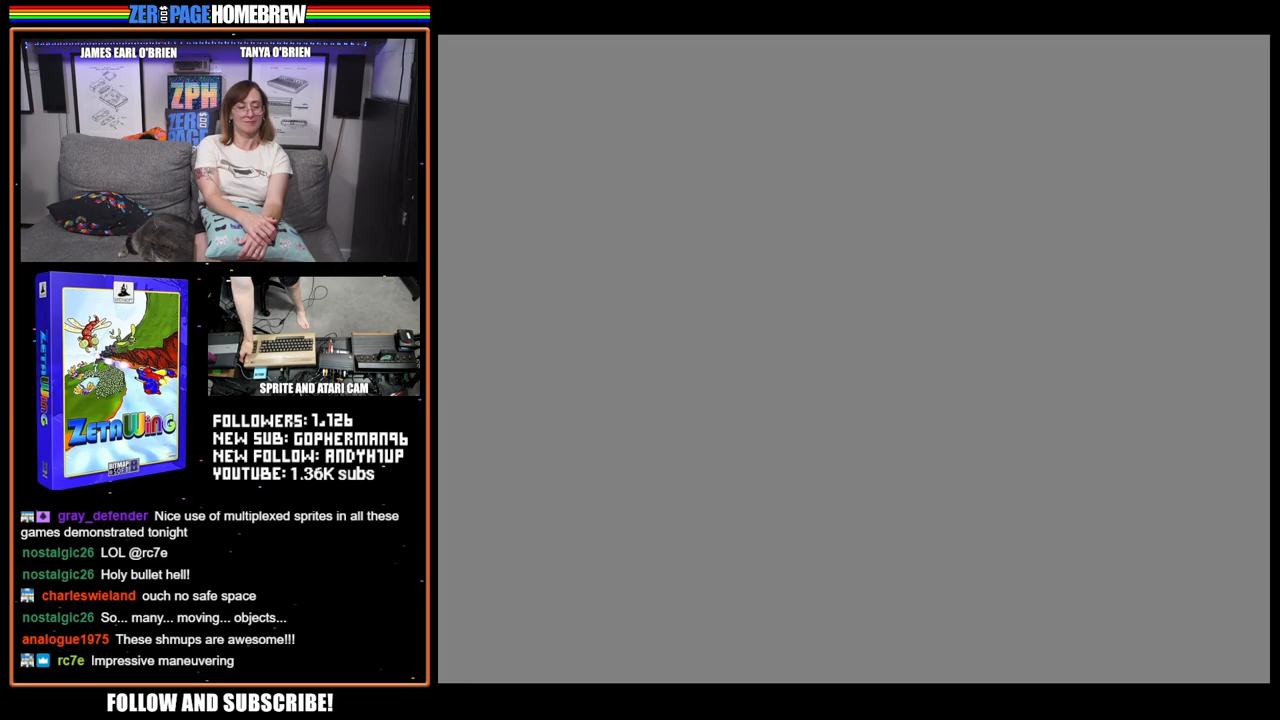 ZERO PAGE HOMEBREW
JAMES EARL O'BRIEN
TANYA O'BRIEN
ZPH
ZERO
PAGE
ZETAWING
SPRITE AND ATARI CAM
FOLLOWERS: 1,126
NEW SUB: GOPHERMAN96
NEW FOLLOW: ANDYH1UP
YOUTUBE: 1.36K subs
gray_defender Nice use of multiplexed sprites in all these
games demonstrated tonight
nostalgic26 LOL @rc7e
nostalgic26 Holy bullet hell!
charleswieland ouch no safe space
nostalgic26 So... many... moving... objects...
analogue1975 These shmups are awesome!!!
rc7e Impressive maneuvering
FOLLOW AND SUBSCRIBE!